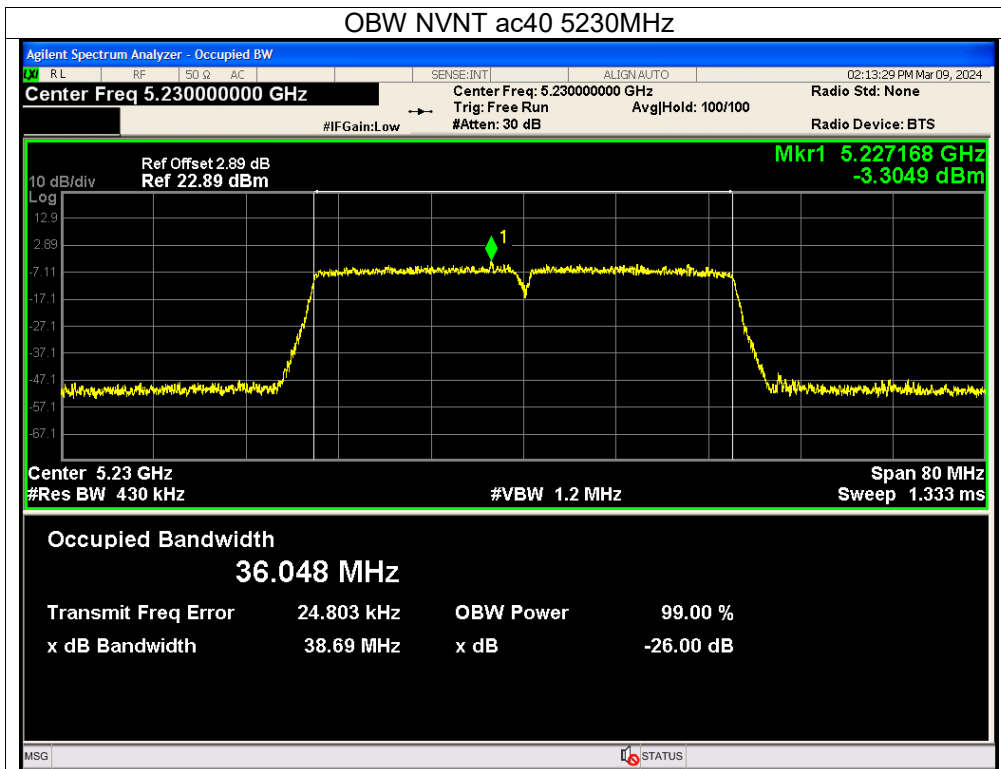 OBW NVNT ac40 5230MHz
Agilent Spectrum Analyzer - Occupied BW
LXI RL RF 50 Ω AC SENSE:INT ALIGN AUTO 02:13:29 PM Mar 09, 2024
Center Freq 5.230000000 GHz Center Freq: 5.230000000 GHz Radio Std: None
Trig: Free Run Avg|Hold: 100/100
#IFGain:Low #Atten: 30 dB Radio Device: BTS
Mkr1 5.227168 GHz
-3.3049 dBm
Ref Offset 2.89 dB
10 dB/div Ref 22.89 dBm
Log
12.9
2.89
1
-7.11
-17.1
-27.1
-37.1
-47.1
-57.1
-67.1
Center 5.23 GHz Span 80 MHz
#Res BW 430 kHz #VBW 1.2 MHz Sweep 1.333 ms
Occupied Bandwidth
36.048 MHz
Transmit Freq Error 24.803 kHz OBW Power 99.00 %
x dB Bandwidth 38.69 MHz x dB -26.00 dB
MSG STATUS